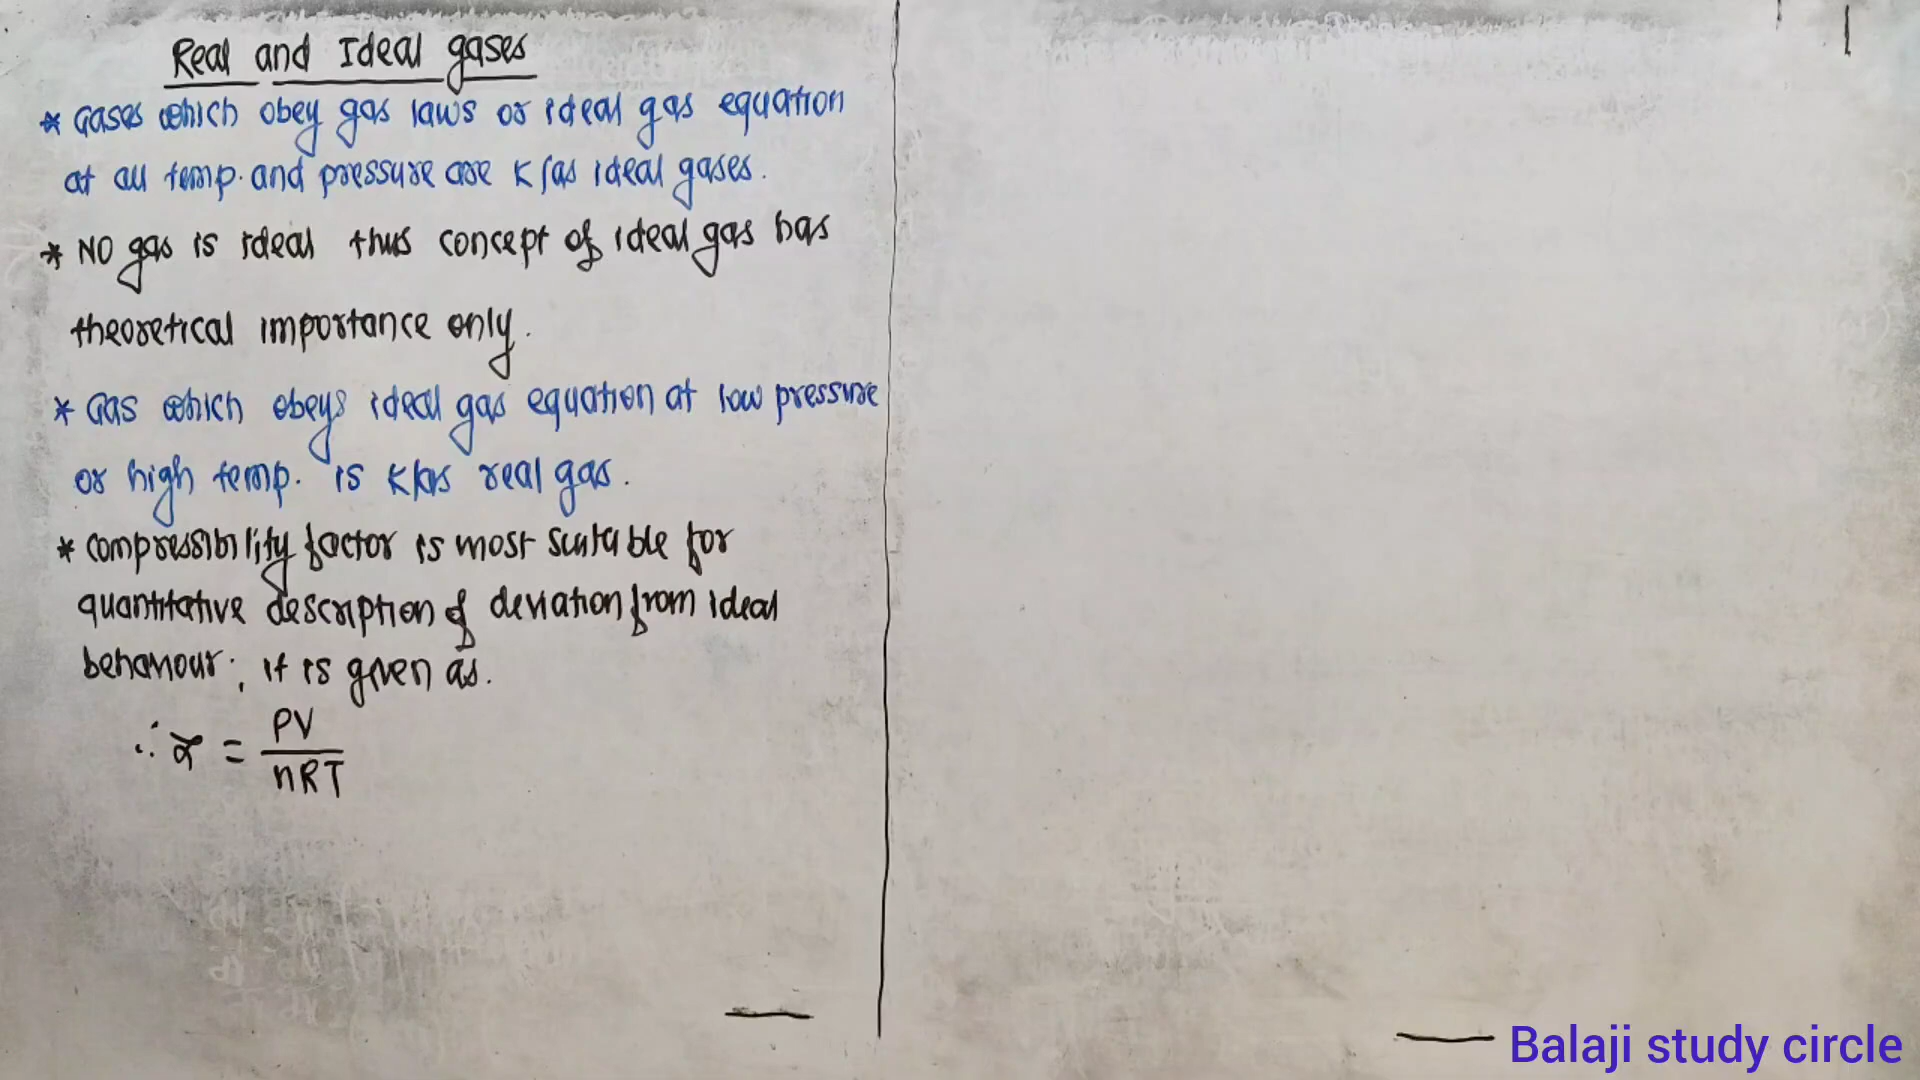 Real and Ideal gases
* Gases which obey gas laws or ideal gas equation
at all temp. and pressure are K/as ideal gases.
* NO gas is ideal thus concept of ideal gas has
theoretical importance only.
* Gas which obeys ideal gas equation at low pressure
or high temp. is K/as real gas.
* compressibility factor is most suitable for
quantitative description of deviation from ideal
behaviour; it is given as.
∴ Z = PV / nRT
Balaji study circle